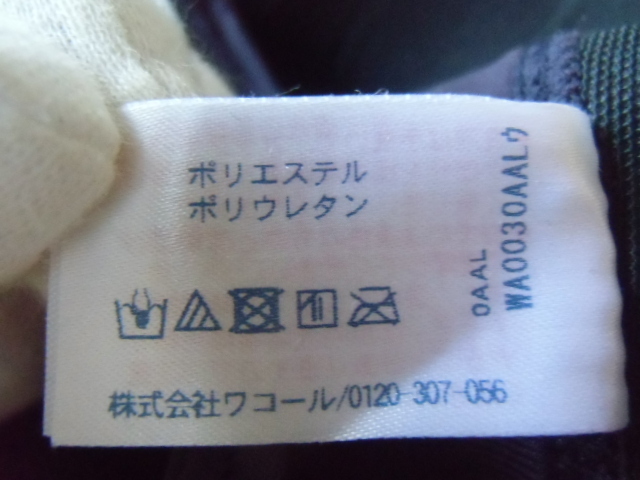 ポリエステル
ポリウレタン
株式会社ワコール/0120-307-056
0AAL
WA0030AALウ